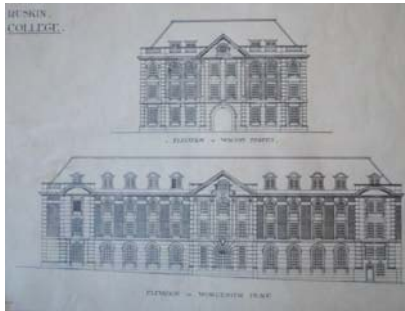 RUSKIN.
COLLEGE.
· ELEVATION to WALTON STREET ·
· ELEVATION to WORCESTER PLACE ·